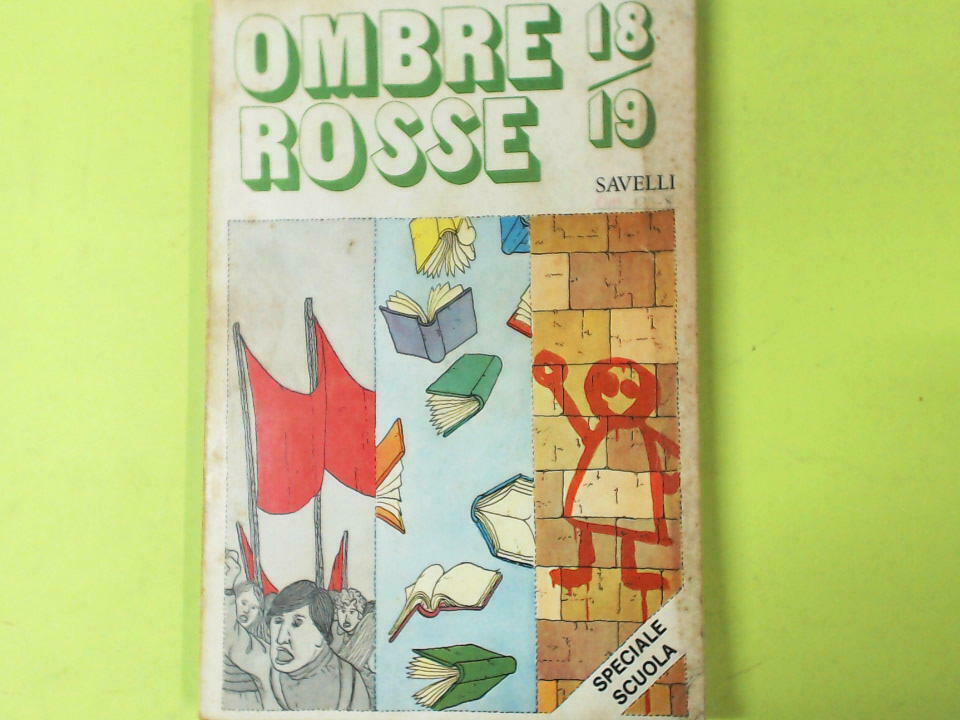 OMBRE
ROSSE
18/19
SAVELLI
SPECIALE
SCUOLA